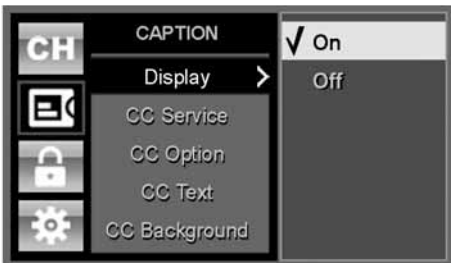 CH
CAPTION
Display
CC Service
CC Option
CC Text
CC Background
On
Off